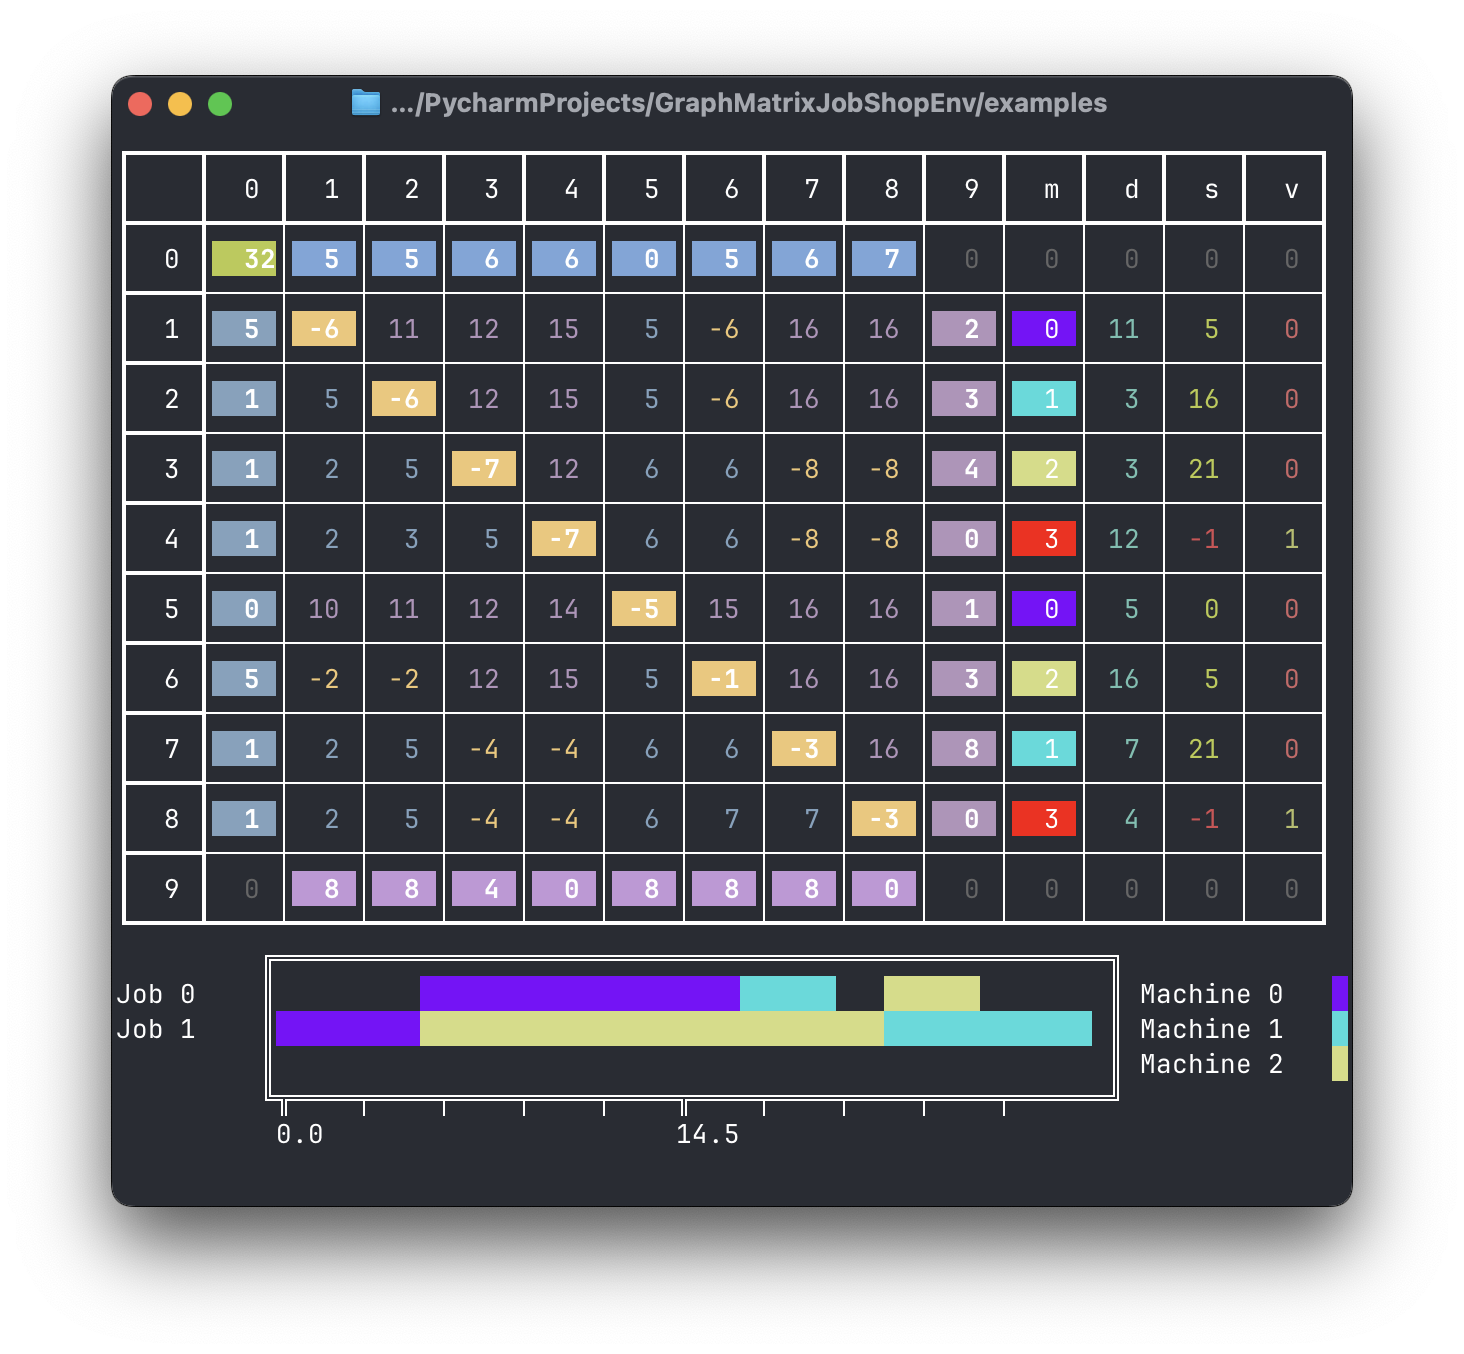 .../PycharmProjects/GraphMatrixJobShopEnv/examples
0 1 2 3 4 5 6 7 8 9 m d s v
0 32 5 5 6 6 0 5 6 7 0 0 0 0 0
1 5 -6 11 12 15 5 -6 16 16 2 0 11 5 0
2 1 5 -6 12 15 5 -6 16 16 3 1 3 16 0
3 1 2 5 -7 12 6 6 -8 -8 4 2 3 21 0
4 1 2 3 5 -7 6 6 -8 -8 0 3 12 -1 1
5 0 10 11 12 14 -5 15 16 16 1 0 5 0 0
6 5 -2 -2 12 15 5 -1 16 16 3 2 16 5 0
7 1 2 5 -4 -4 6 6 -3 16 8 1 7 21 0
8 1 2 5 -4 -4 6 7 7 -3 0 3 4 -1 1
9 0 8 8 4 0 8 8 8 0 0 0 0 0 0
Job 0 Machine 0
Job 1 Machine 1
Machine 2
0.0 14.5